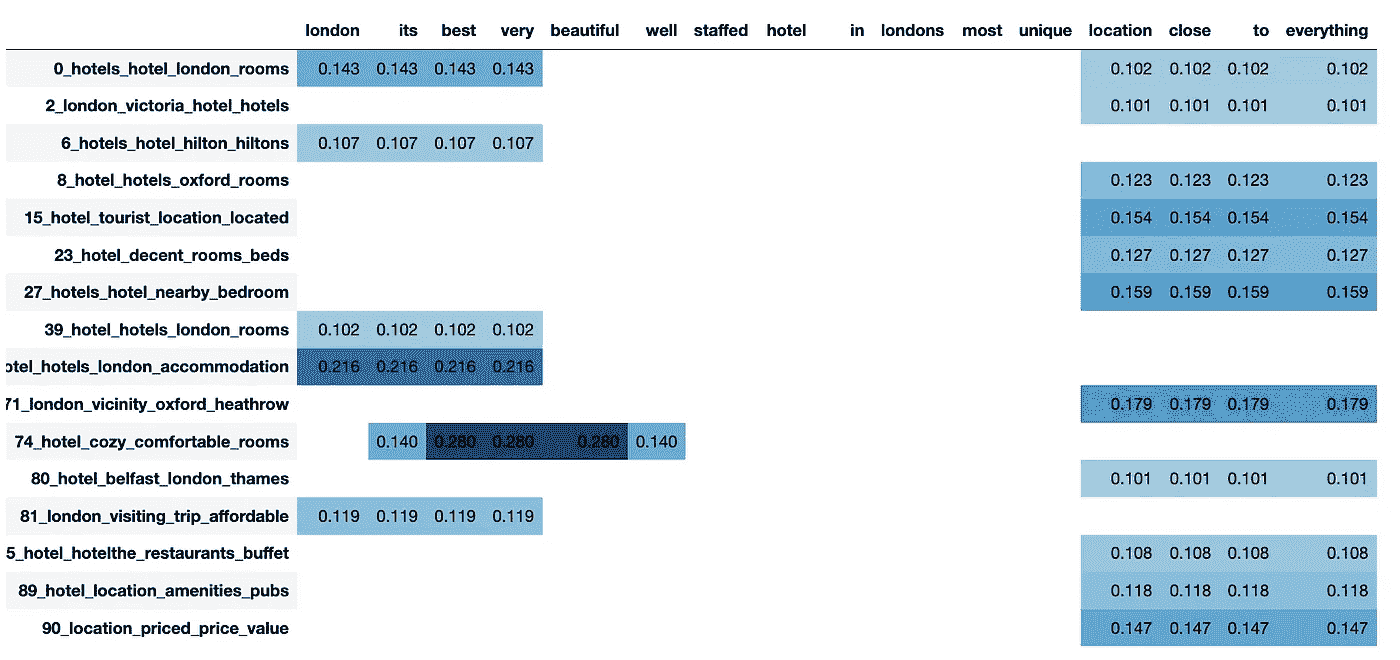 london its best very beautiful well staffed hotel in londons most unique location close to everything
0_hotels_hotel_london_rooms 0.143 0.143 0.143 0.143 0.102 0.102 0.102 0.102
2_london_victoria_hotel_hotels 0.101 0.101 0.101 0.101
6_hotels_hotel_hilton_hiltons 0.107 0.107 0.107 0.107
8_hotel_hotels_oxford_rooms 0.123 0.123 0.123 0.123
15_hotel_tourist_location_located 0.154 0.154 0.154 0.154
23_hotel_decent_rooms_beds 0.127 0.127 0.127 0.127
27_hotels_hotel_nearby_bedroom 0.159 0.159 0.159 0.159
39_hotel_hotels_london_rooms 0.102 0.102 0.102 0.102
otel_hotels_london_accommodation 0.216 0.216 0.216 0.216
71_london_vicinity_oxford_heathrow 0.179 0.179 0.179 0.179
74_hotel_cozy_comfortable_rooms 0.140 0.280 0.280 0.280 0.140
80_hotel_belfast_london_thames 0.101 0.101 0.101 0.101
81_london_visiting_trip_affordable 0.119 0.119 0.119 0.119
5_hotel_hotelthe_restaurants_buffet 0.108 0.108 0.108 0.108
89_hotel_location_amenities_pubs 0.118 0.118 0.118 0.118
90_location_priced_price_value 0.147 0.147 0.147 0.147